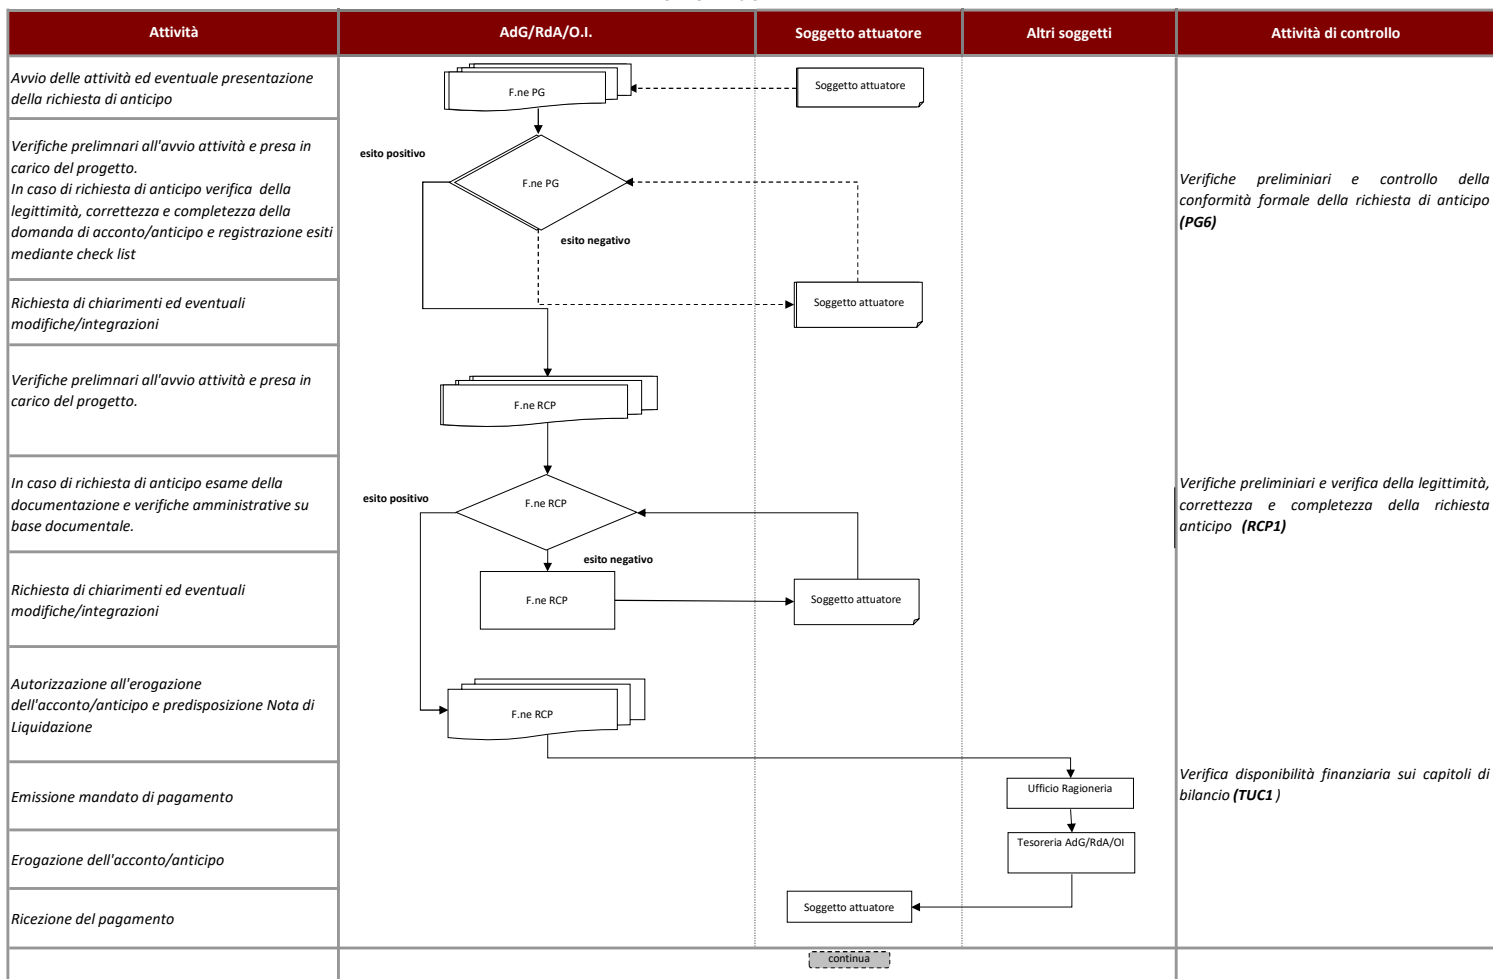 Attività AdG/RdA/O.I. Soggetto attuatore Altri soggetti Attività di controllo
Avvio delle attività ed eventuale presentazione
della richiesta di anticipo
F.ne PG
Soggetto attuatore
Verifiche prelimnari all'avvio attività e presa in
carico del progetto.
In caso di richiesta di anticipo verifica della
legittimità, correttezza e completezza della
domanda di acconto/anticipo e registrazione esiti
mediante check list
esito positivo
F.ne PG
esito negativo
Verifiche preliminiari e controllo della
conformità formale della richiesta di anticipo
(PG6)
Richiesta di chiarimenti ed eventuali
modifiche/integrazioni
Soggetto attuatore
Verifiche prelimnari all'avvio attività e presa in
carico del progetto.
F.ne RCP
In caso di richiesta di anticipo esame della
documentazione e verifiche amministrative su
base documentale.
esito positivo
F.ne RCP
esito negativo
Verifiche preliminiari e verifica della legittimità,
correttezza e completezza della richiesta
anticipo (RCP1)
Richiesta di chiarimenti ed eventuali
modifiche/integrazioni
F.ne RCP
Soggetto attuatore
Autorizzazione all'erogazione
dell'acconto/anticipo e predisposizione Nota di
Liquidazione
F.ne RCP
Emissione mandato di pagamento
Ufficio Ragioneria
Verifica disponibilità finanziaria sui capitoli di
bilancio (TUC1 )
Erogazione dell'acconto/anticipo
Tesoreria AdG/RdA/OI
Ricezione del pagamento
Soggetto attuatore
continua